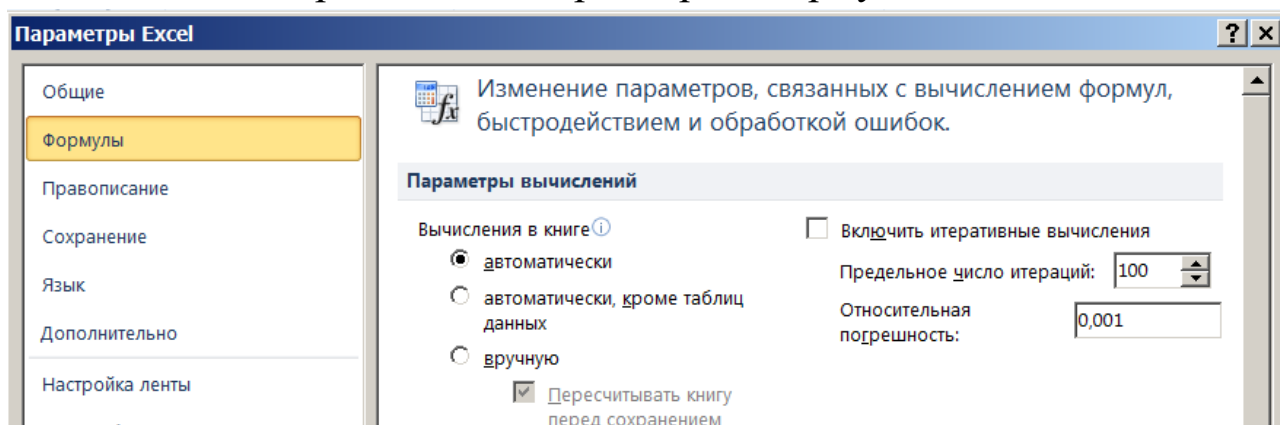 Параметры Excel
Общие
Формулы
Правописание
Сохранение
Язык
Дополнительно
Настройка ленты
Изменение параметров, связанных с вычислением формул,
быстродействием и обработкой ошибок.
Параметры вычислений
Вычисления в книге
автоматически
автоматически, кроме таблиц
данных
вручную
Пересчитывать книгу
перед сохранением
Включить итеративные вычисления
Предельное число итераций: 100
Относительная
погрешность: 0,001